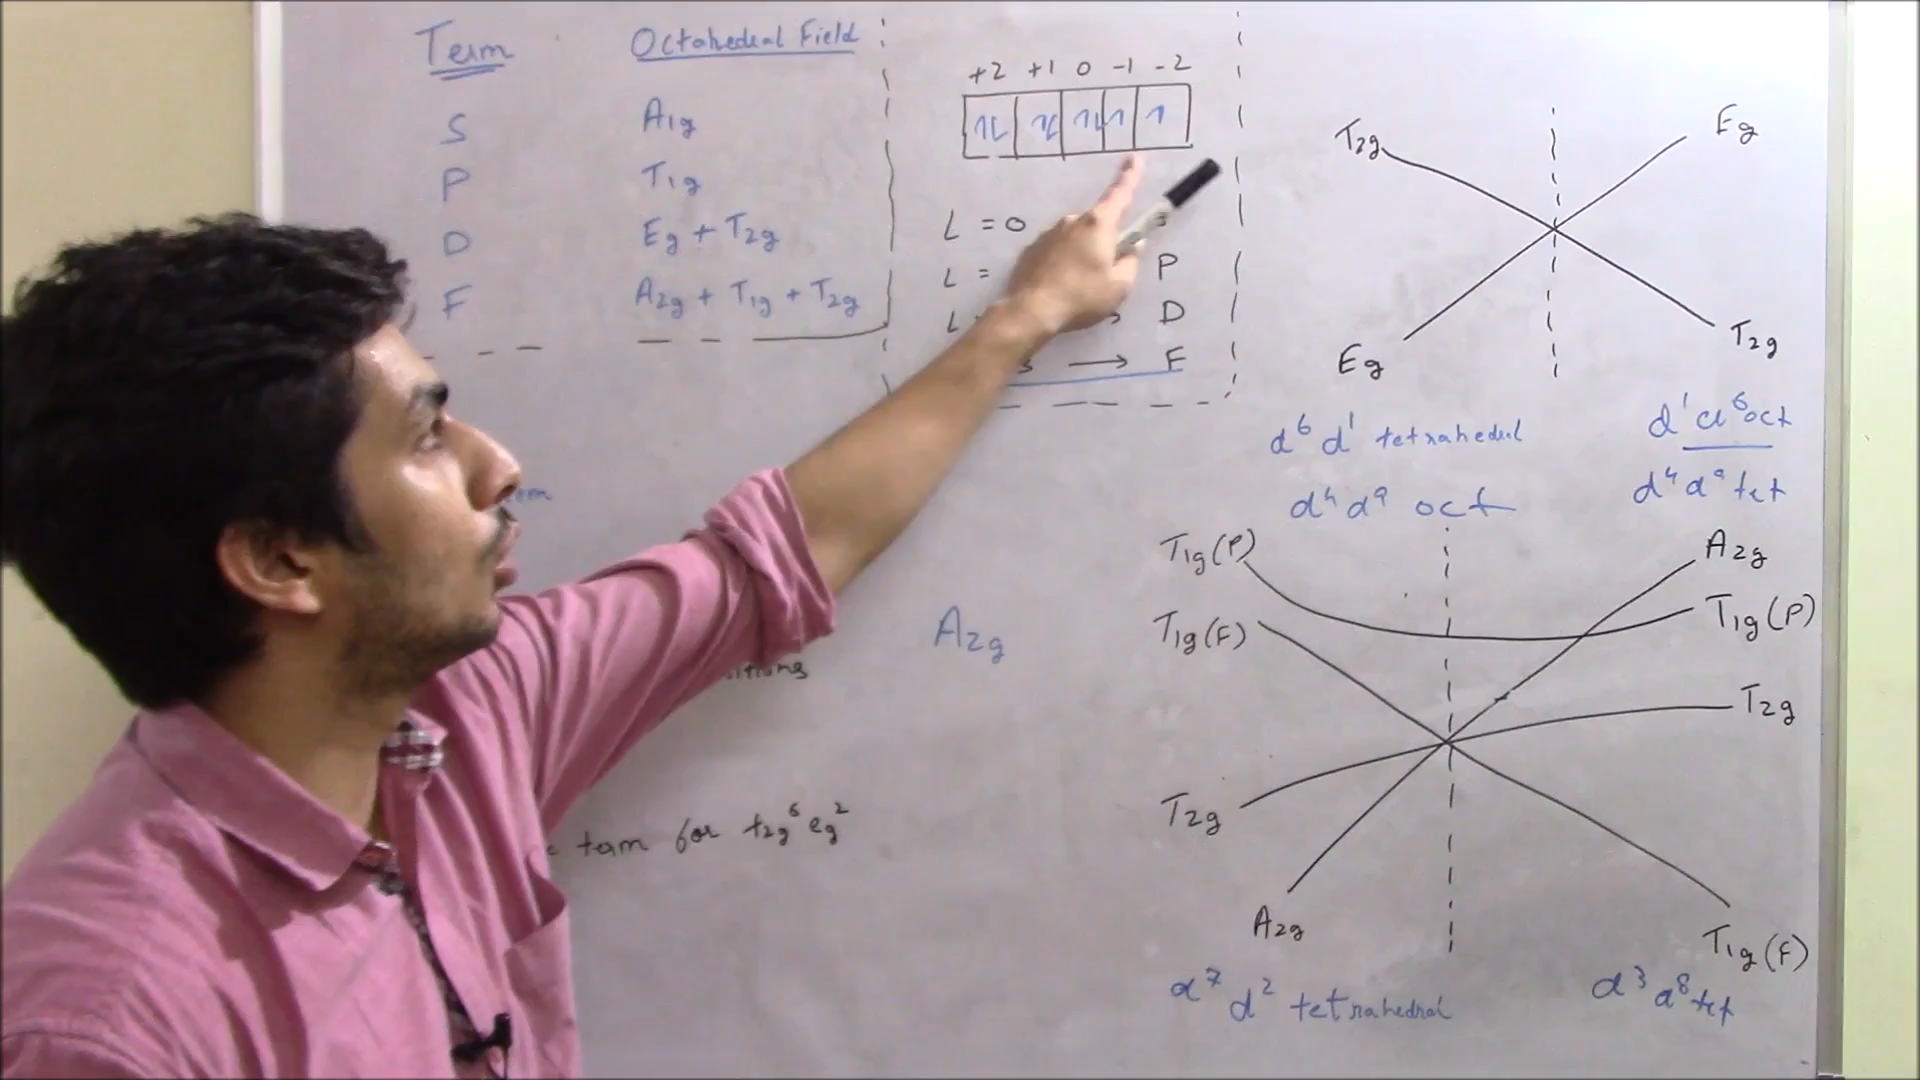 Term Octahedral Field
S A1g
P T1g
D Eg + T2g
F A2g + T1g + T2g
+2 +1 0 -1 -2
L = 0
L = P
L D
3 → F
T2g Eg
Eg T2g
d⁶ d¹ tetrahedral
d⁴ d⁹ oct
d¹ d⁶ oct
d⁴ d⁹ tet
A2g
term for t2g⁶ eg²
T1g(P) A2g
T1g(F) T1g(P)
T2g
T2g
A2g T1g(F)
d⁷ d² tetrahedral
d³ d⁸ tet